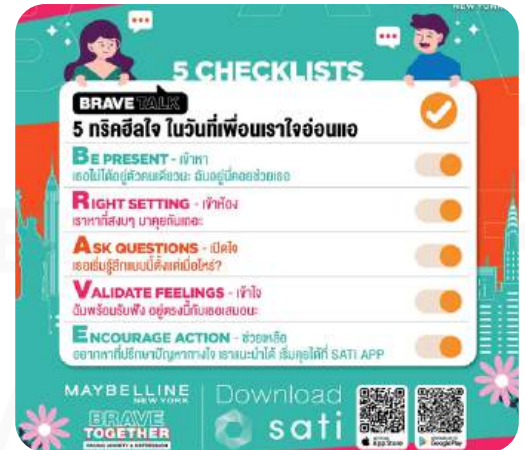 NEW YORK
5 CHECKLISTS
BRAVE TALK
5 ทริคฮีลใจ ในวันที่เพื่อนเราใจอ่อนแอ
BE PRESENT - เข้าหา
เธอไม่ได้อยู่ตัวคนเดียวนะ ฉันอยู่นี่คอยช่วยเธอ
RIGHT SETTING - เข้าห้อง
เราหาที่สงบๆ มาคุยกันเถอะ
ASK QUESTIONS - เปิดใจ
เธอเริ่มรู้สึกแบบนี้ตั้งแต่เมื่อไหร่?
VALIDATE FEELINGS - เข้าใจ
ฉันพร้อมรับฟัง อยู่ตรงนี้กับเธอเสมอนะ
ENCOURAGE ACTION - ช่วยเหลือ
อยากหาที่ปรึกษาปัญหาทางใจ เราแนะนำได้ เริ่มคุยได้ที่ SATI APP
MAYBELLINE
NEW YORK
BRAVE
TOGETHER
Download
sati
App Store
Google Play